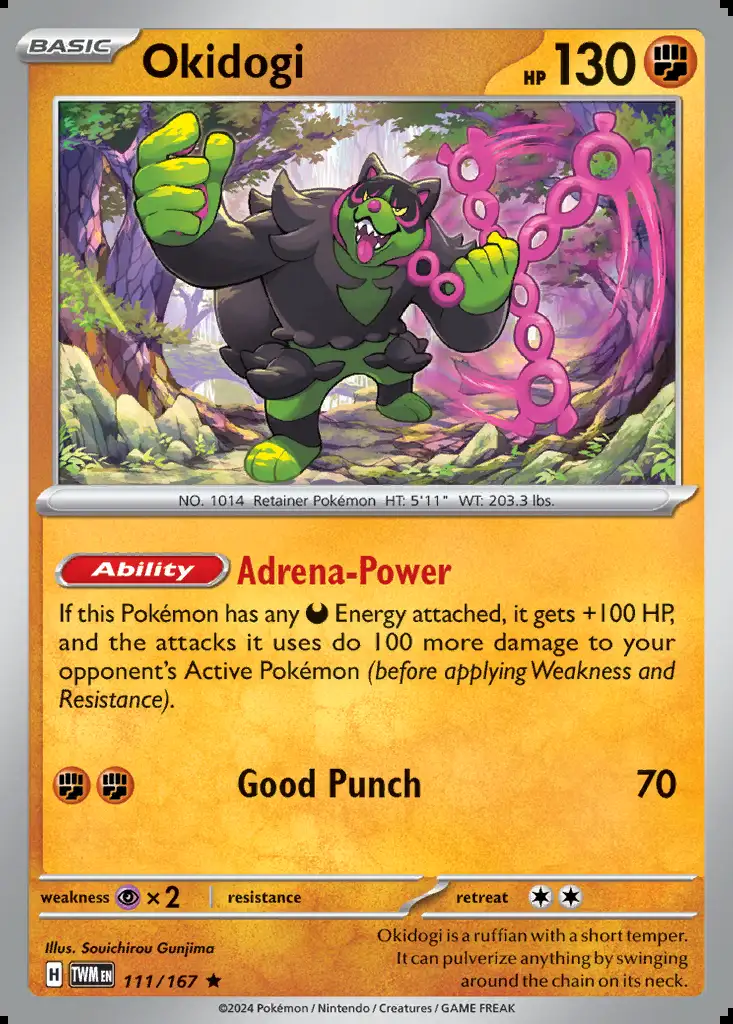 BASIC
Okidogi
HP 130
NO. 1014 Retainer Pokémon HT: 5'11" WT: 203.3 lbs.
Ability Adrena-Power
If this Pokémon has any Energy attached, it gets +100 HP,
and the attacks it uses do 100 more damage to your
opponent's Active Pokémon (before applying Weakness and
Resistance).
Good Punch 70
weakness ×2 resistance retreat
Illus. Souichirou Gunjima
H TWM EN 111/167 ★
Okidogi is a ruffian with a short temper.
It can pulverize anything by swinging
around the chain on its neck.
©2024 Pokémon / Nintendo / Creatures / GAME FREAK